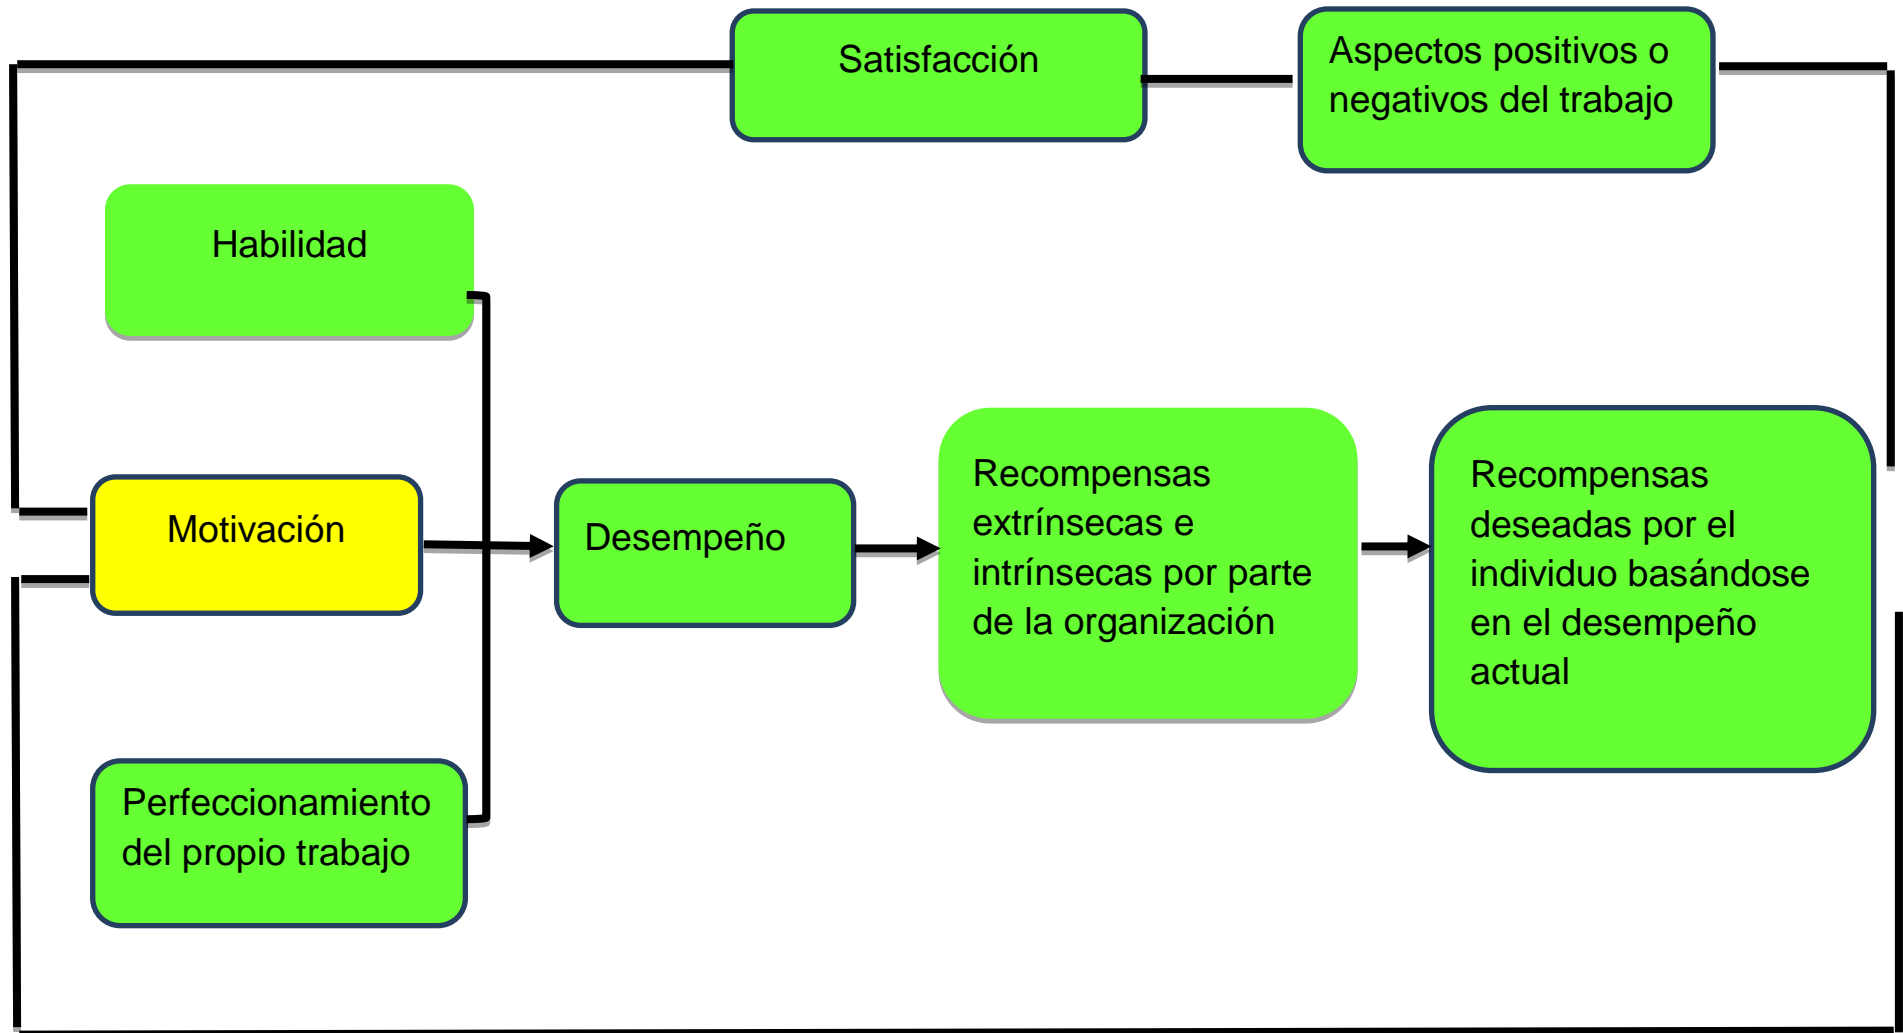 Satisfacción
Aspectos positivos o
negativos del trabajo
Habilidad
Motivación
Desempeño
Recompensas
extrínsecas e
intrínsecas por parte
de la organización
Recompensas
deseadas por el
individuo basándose
en el desempeño
actual
Perfeccionamiento
del propio trabajo